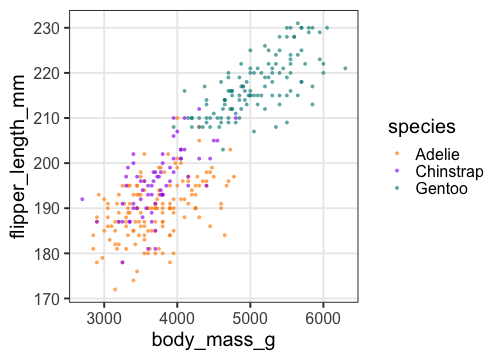 flipper_length_mm
230
220
210
200
190
180
170
3000 4000 5000 6000
body_mass_g
species
Adelie
Chinstrap
Gentoo